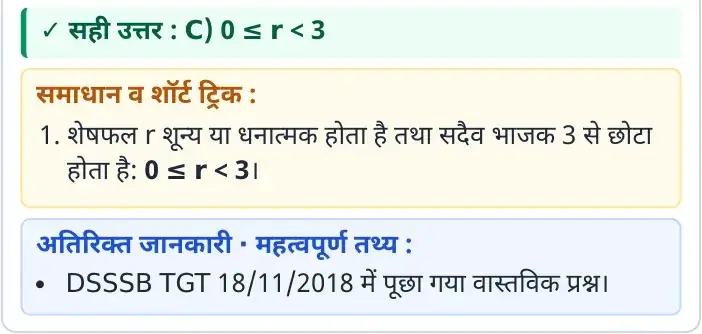 ✓ सही उत्तर : C) 0 ≤ r < 3
समाधान व शॉर्ट ट्रिक :
1. शेषफल r शून्य या धनात्मक होता है तथा सदैव भाजक 3 से छोटा
होता है: 0 ≤ r < 3।
अतिरिक्त जानकारी · महत्वपूर्ण तथ्य :
• DSSSB TGT 18/11/2018 में पूछा गया वास्तविक प्रश्न।